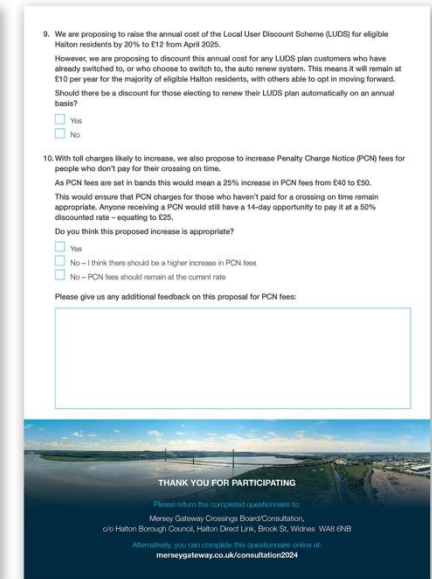 9. We are proposing to raise the annual cost of the Local User Discount Scheme (LUDS) for eligible
Halton residents by 20% to £12 from April 2025.
However, we are proposing to discount this annual cost for any LUDS plan customers who have
already switched to, or who choose to switch to, the auto renew system. This means it will remain at
£10 per year for the majority of eligible Halton residents, with others able to opt in moving forward.
Should there be a discount for those electing to renew their LUDS plan automatically on an annual
basis?
Yes
No
10. With toll charges likely to increase, we also propose to increase Penalty Charge Notice (PCN) fees for
people who don't pay for their crossing on time.
As PCN fees are set in bands this would mean a 25% increase in PCN fees from £40 to £50.
This would ensure that PCN charges for those who haven't paid for a crossing on time remain
appropriate. Anyone receiving a PCN would still have a 14-day opportunity to pay it at a 50%
discounted rate – equating to £25.
Do you think this proposed increase is appropriate?
Yes
No – I think there should be a higher increase in PCN fees
No – PCN fees should remain at the current rate
Please give us any additional feedback on this proposal for PCN fees:
THANK YOU FOR PARTICIPATING
Please return the completed questionnaire to:
Mersey Gateway Crossings Board/Consultation,
c/o Halton Borough Council, Halton Direct Link, Brook St, Widnes WA8 6NB
Alternatively, you can complete this questionnaire online at:
merseygateway.co.uk/consultation2024